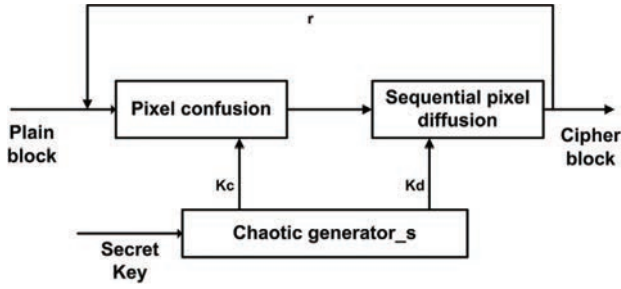 r
Pixel confusion
Sequential pixel
diffusion
Plain
block
Cipher
block
Kc
Kd
Chaotic generator_s
Secret
Key